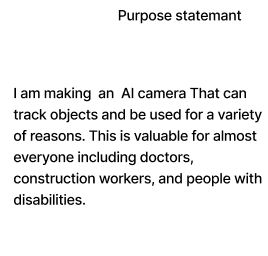 Purpose statemant
I am making  an  AI camera That can
track objects and be used for a variety
of reasons. This is valuable for almost
everyone including doctors,
construction workers, and people with
disabilities.